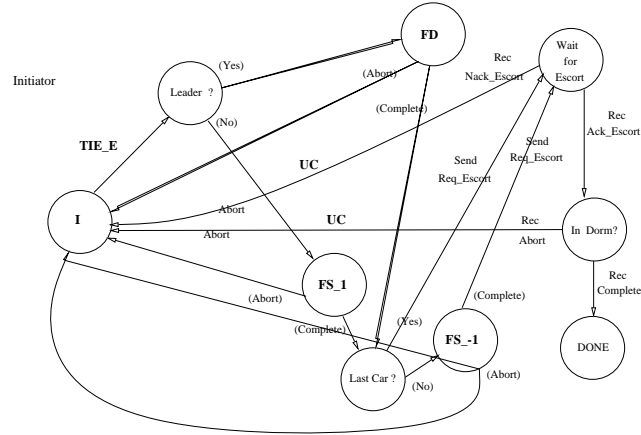 FD
Wait
for
Escort
(Yes)
Rec
Nack_Escort
Initiator
Leader ?
(Abort)
(Complete)
(No)
Rec
Ack_Escort
TIE_E
Send
Req_Escort
Send
Req_Escort
UC
I
Abort
UC
Rec
Abort
Abort
In Dorm?
FS_1
Rec
Complete
(Abort)
(Complete)
(Complete)
(Yes)
FS_-1
DONE
Last Car ?
(No)
(Abort)